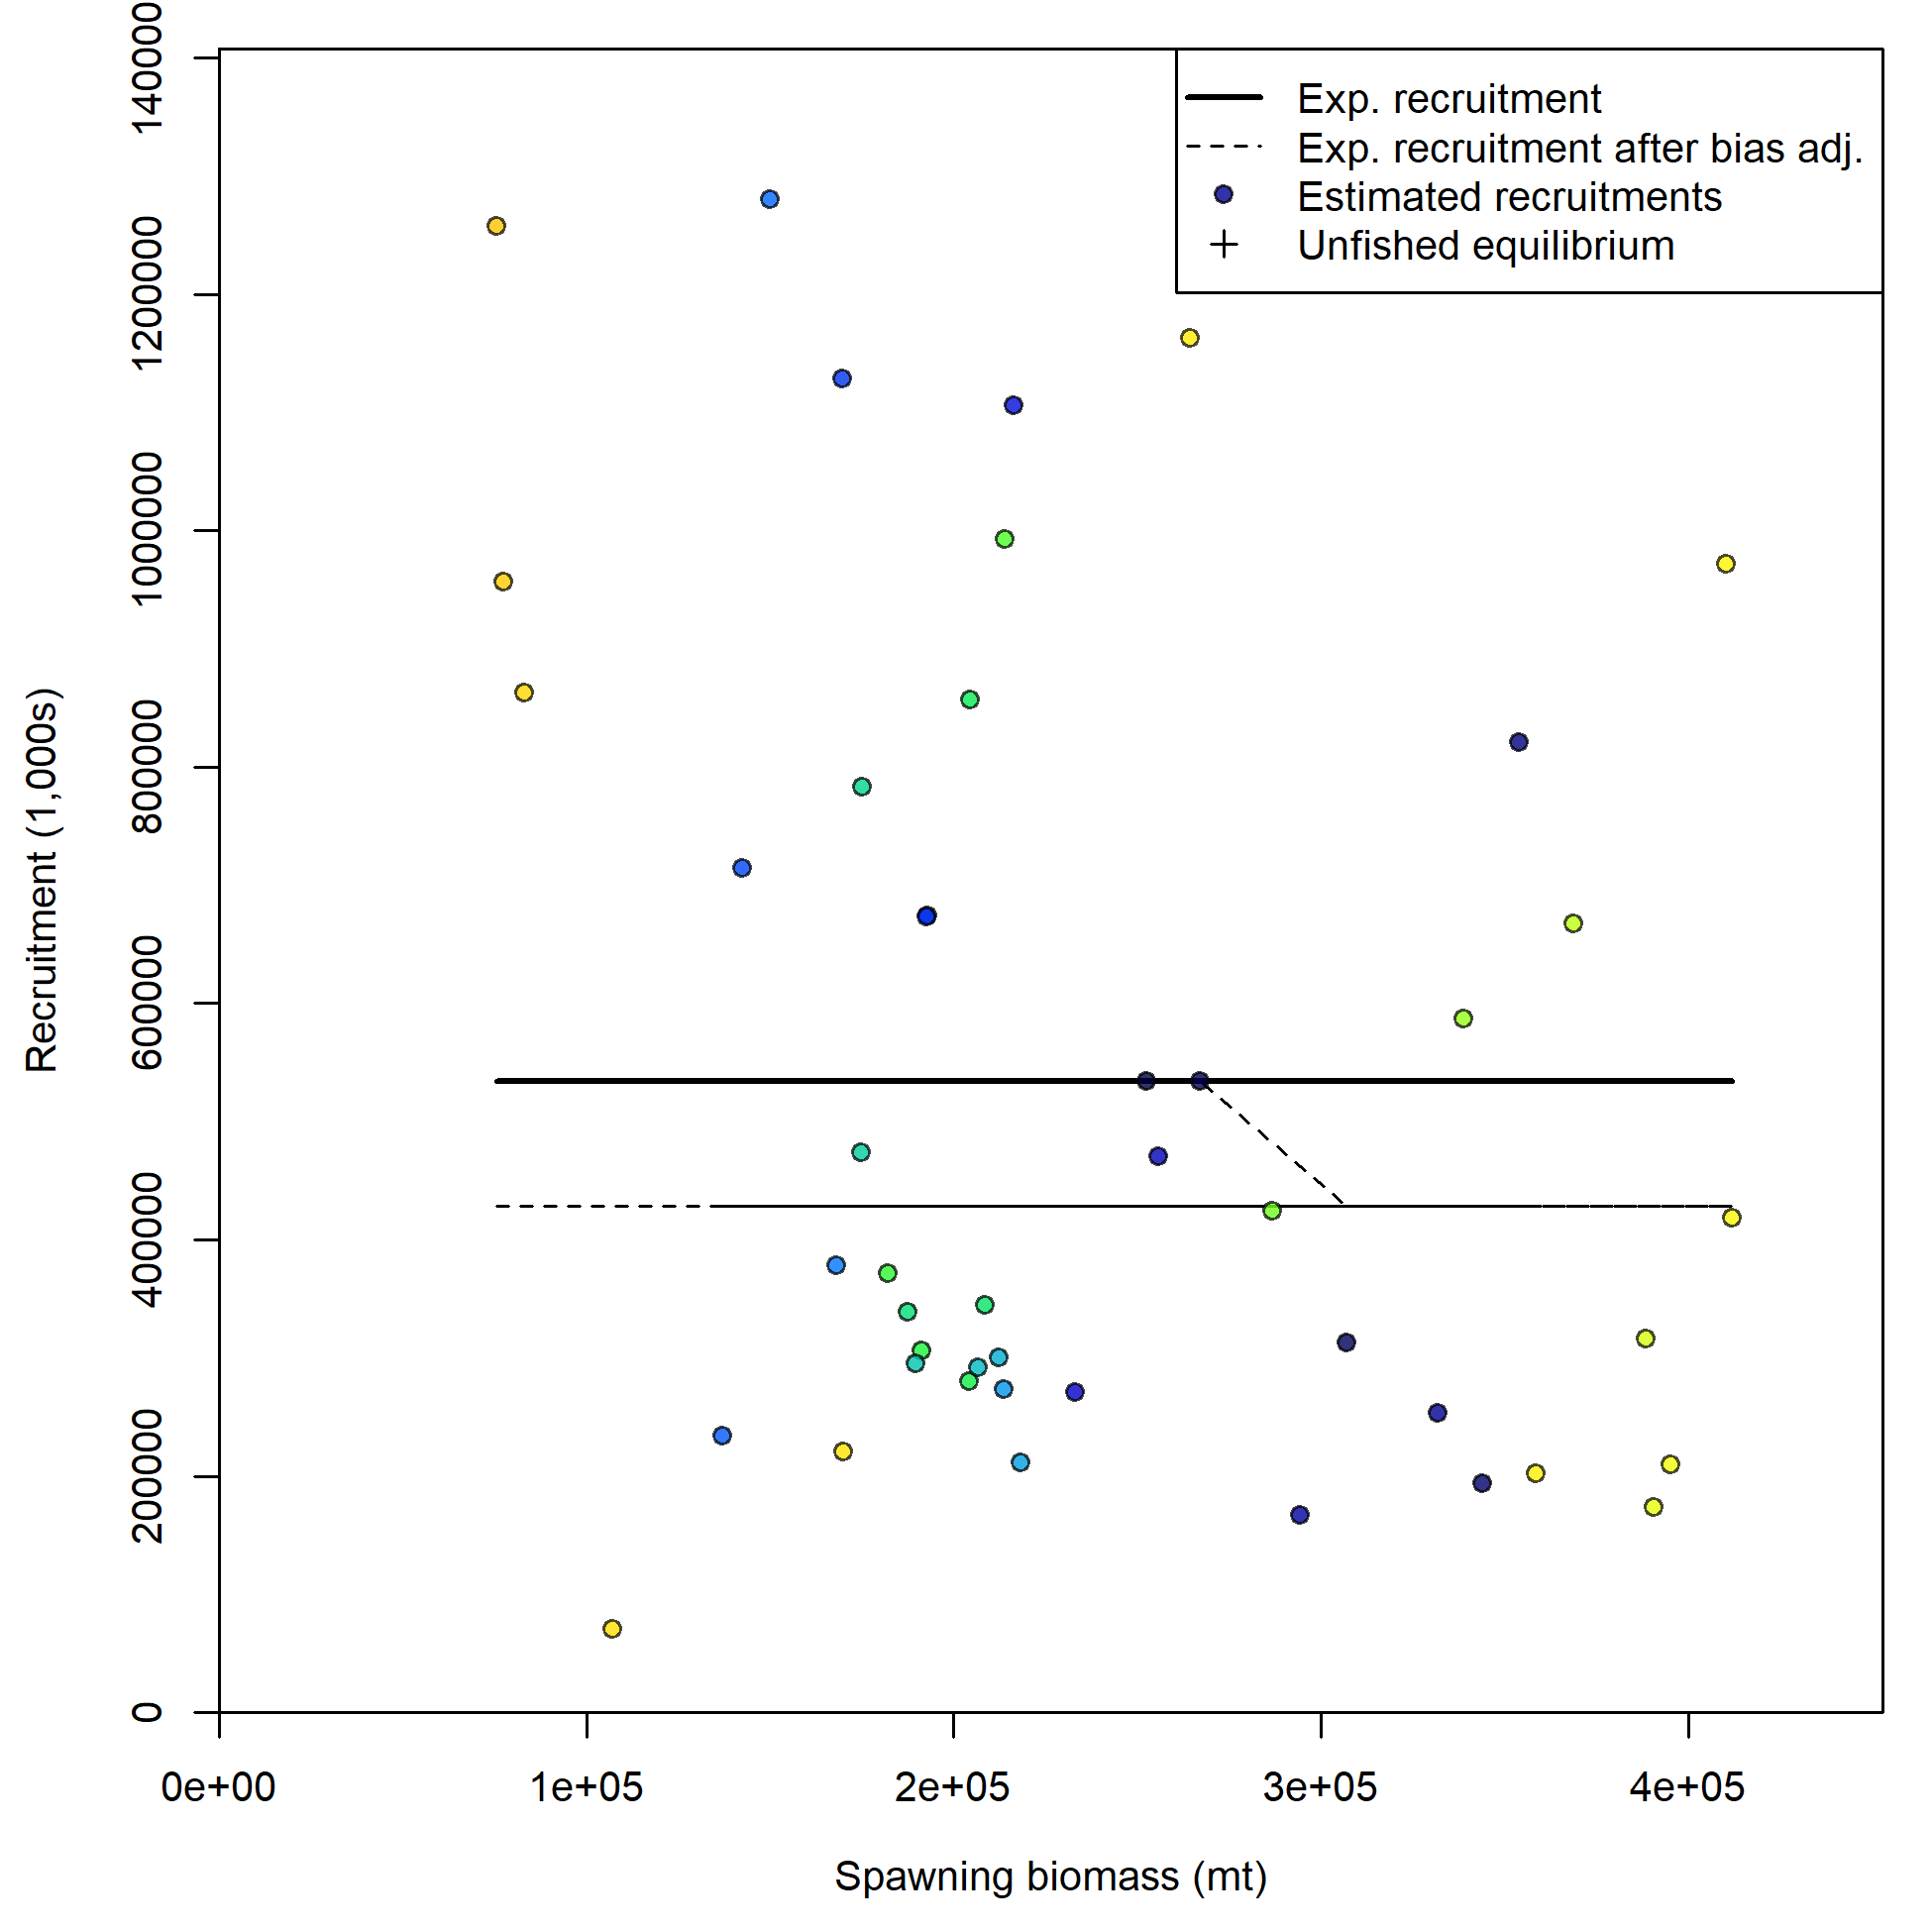 Exp. recruitment
Exp. recruitment after bias adj.
Estimated recruitments
Unfished equilibrium
Recruitment (1,000s)
140000
1200000
1000000
800000
600000
400000
200000
0
0e+00
1e+05
2e+05
3e+05
4e+05
Spawning biomass (mt)